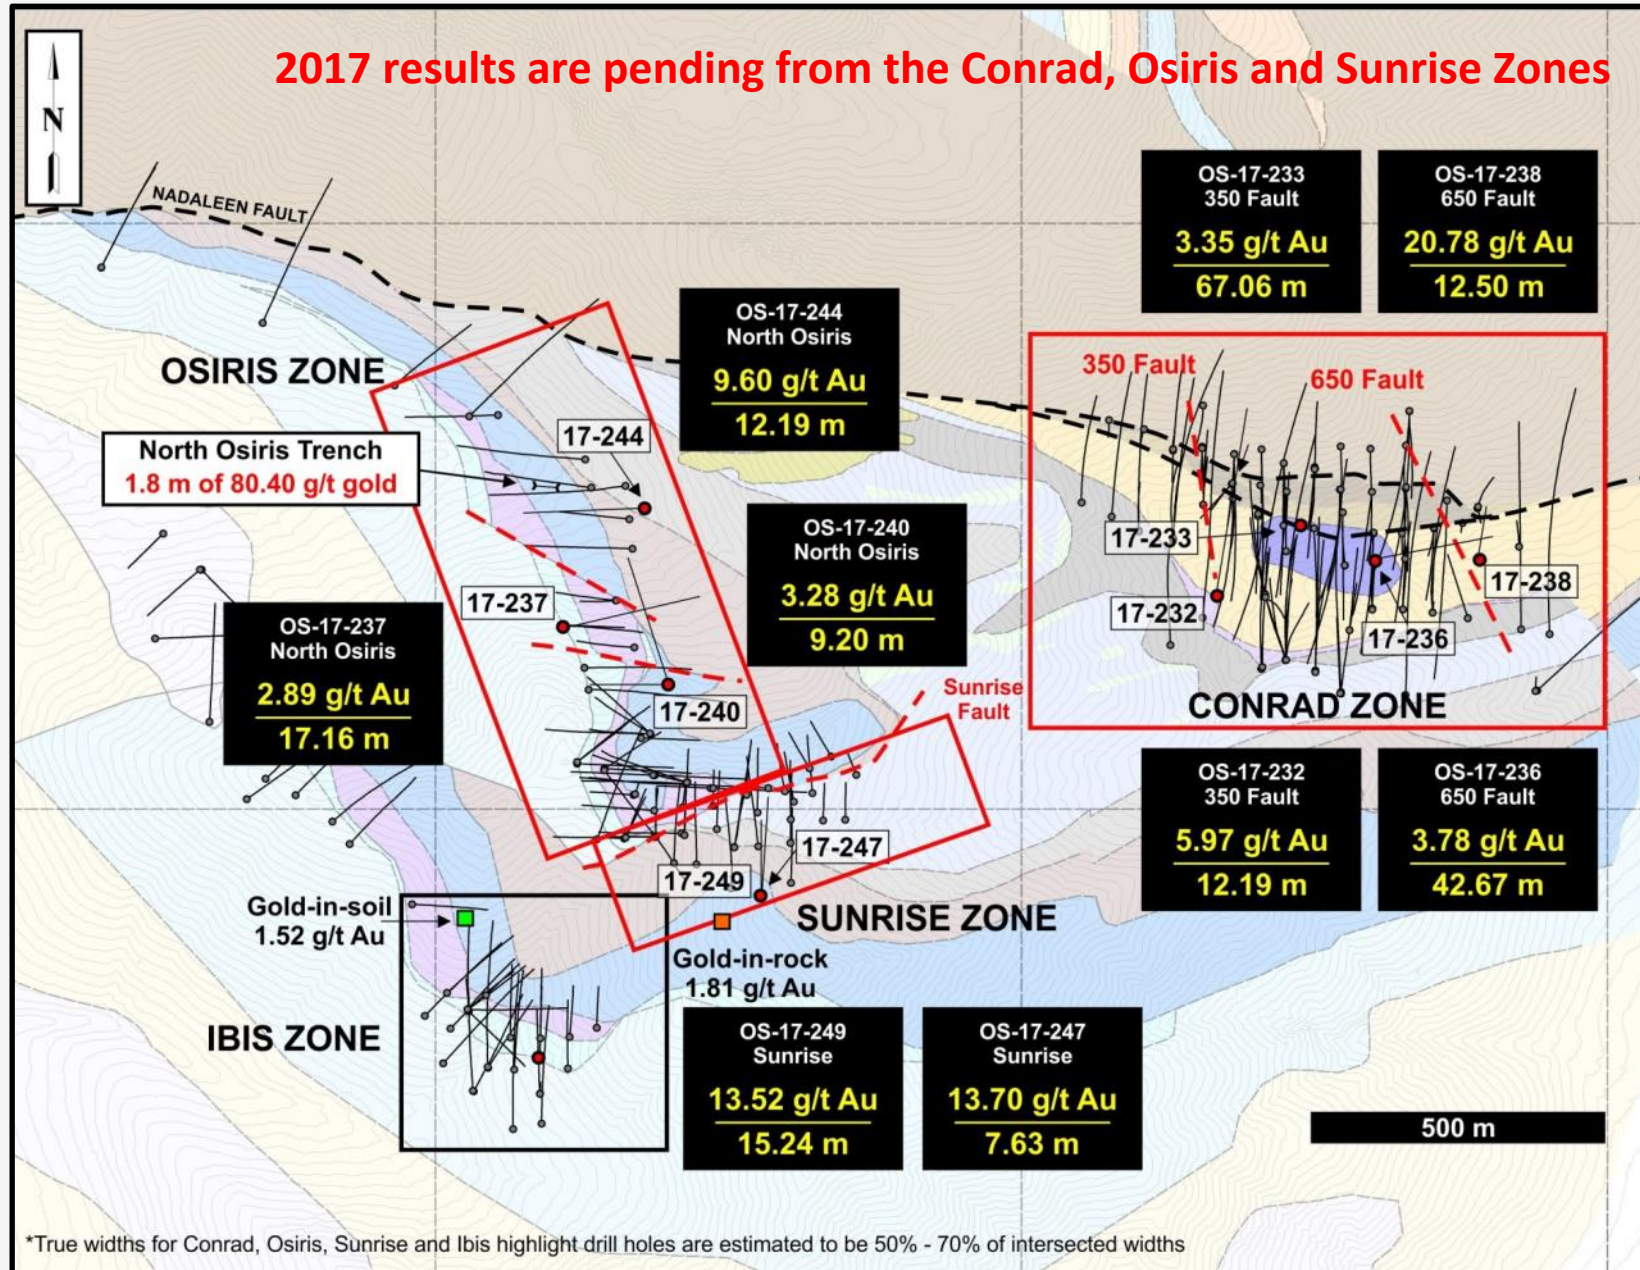 2017 results are pending from the Conrad, Osiris and Sunrise Zones
N
NADALEEN FAULT
OS-17-233
350 Fault
3.35 g/t Au
67.06 m
OS-17-238
650 Fault
20.78 g/t Au
12.50 m
OS-17-244
North Osiris
9.60 g/t Au
12.19 m
OSIRIS ZONE
350 Fault
650 Fault
North Osiris Trench
1.8 m of 80.40 g/t gold
17-244
OS-17-240
North Osiris
3.28 g/t Au
9.20 m
17-233
17-238
17-232
17-236
CONRAD ZONE
17-237
OS-17-237
North Osiris
2.89 g/t Au
17.16 m
17-240
Sunrise
Fault
OS-17-232
350 Fault
5.97 g/t Au
12.19 m
OS-17-236
650 Fault
3.78 g/t Au
42.67 m
17-247
17-249
Gold-in-soil
1.52 g/t Au
SUNRISE ZONE
Gold-in-rock
1.81 g/t Au
IBIS ZONE
OS-17-249
Sunrise
13.52 g/t Au
15.24 m
OS-17-247
Sunrise
13.70 g/t Au
7.63 m
500 m
*True widths for Conrad, Osiris, Sunrise and Ibis highlight drill holes are estimated to be 50% - 70% of intersected widths